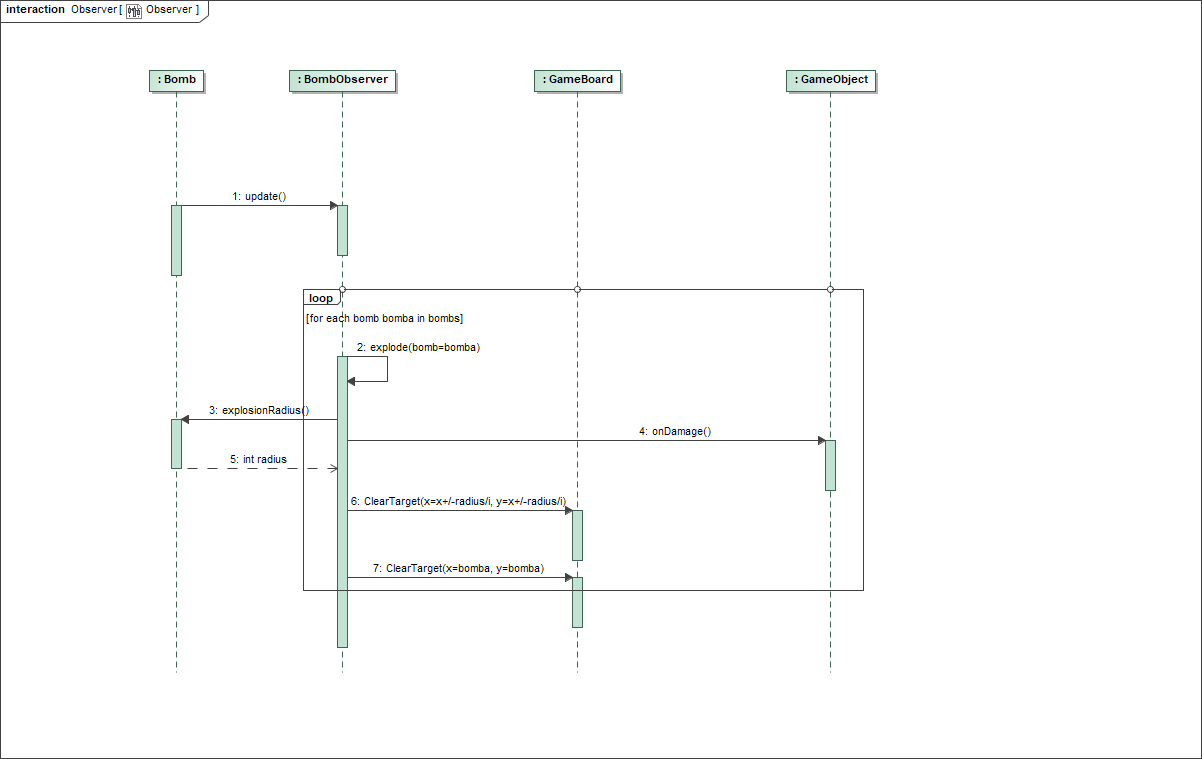 interaction Observer [ Observer ]
: Bomb
: BombObserver
: GameBoard
: GameObject
1: update()
loop
[for each bomb bomba in bombs]
2: explode(bomb=bomba)
3: explosionRadius()
4: onDamage()
5: int radius
6: ClearTarget(x=x+/-radius/i, y=x+/-radius/i)
7: ClearTarget(x=bomba, y=bomba)